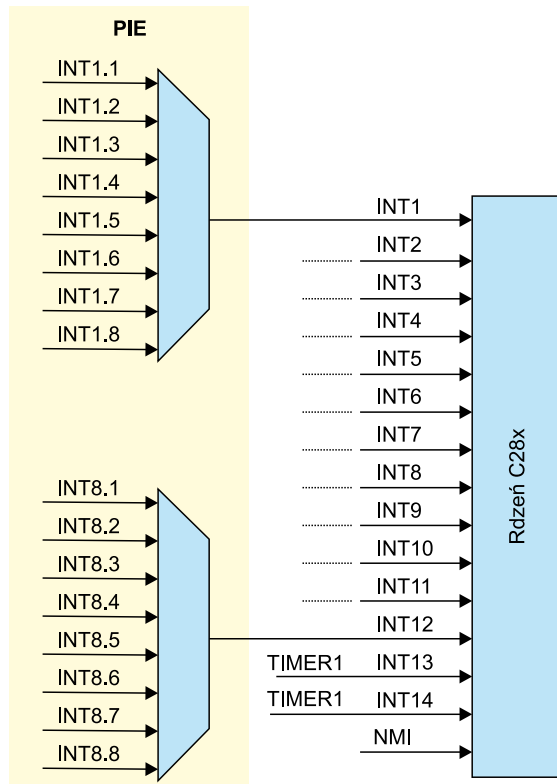 PIE
INT1.1
INT1.2
INT1.3
INT1.4
INT1.5
INT1.6
INT1.7
INT1.8
INT8.1
INT8.2
INT8.3
INT8.4
INT8.5
INT8.6
INT8.7
INT8.8
INT1
INT2
INT3
INT4
INT5
INT6
INT7
INT8
INT9
INT10
INT11
INT12
TIMER1 INT13
TIMER1 INT14
NMI
Rdzeń C28x